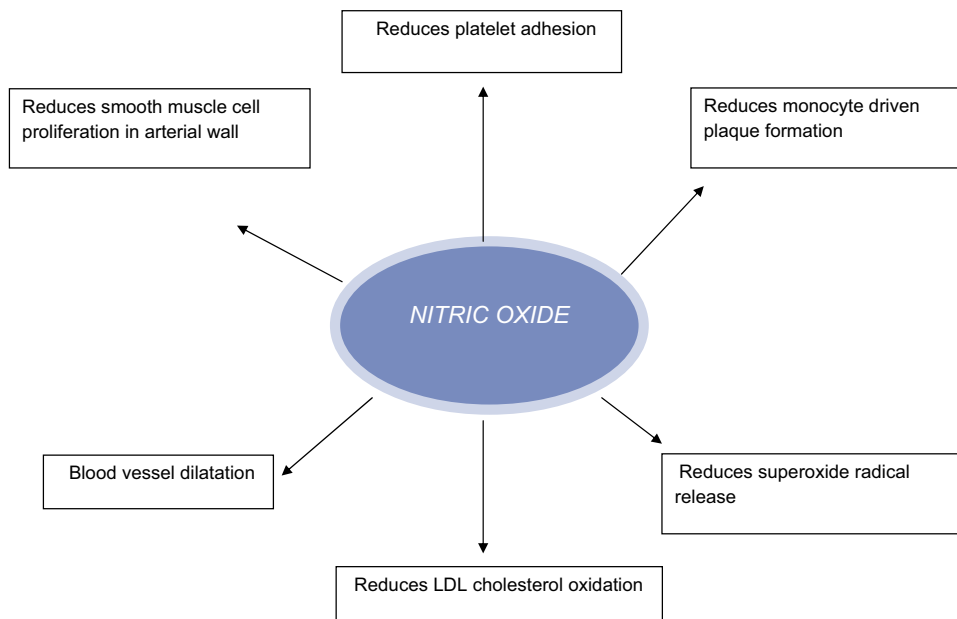 Reduces platelet adhesion
Reduces smooth muscle cell
proliferation in arterial wall
Reduces monocyte driven
plaque formation
NITRIC OXIDE
Blood vessel dilatation
Reduces superoxide radical
release
Reduces LDL cholesterol oxidation